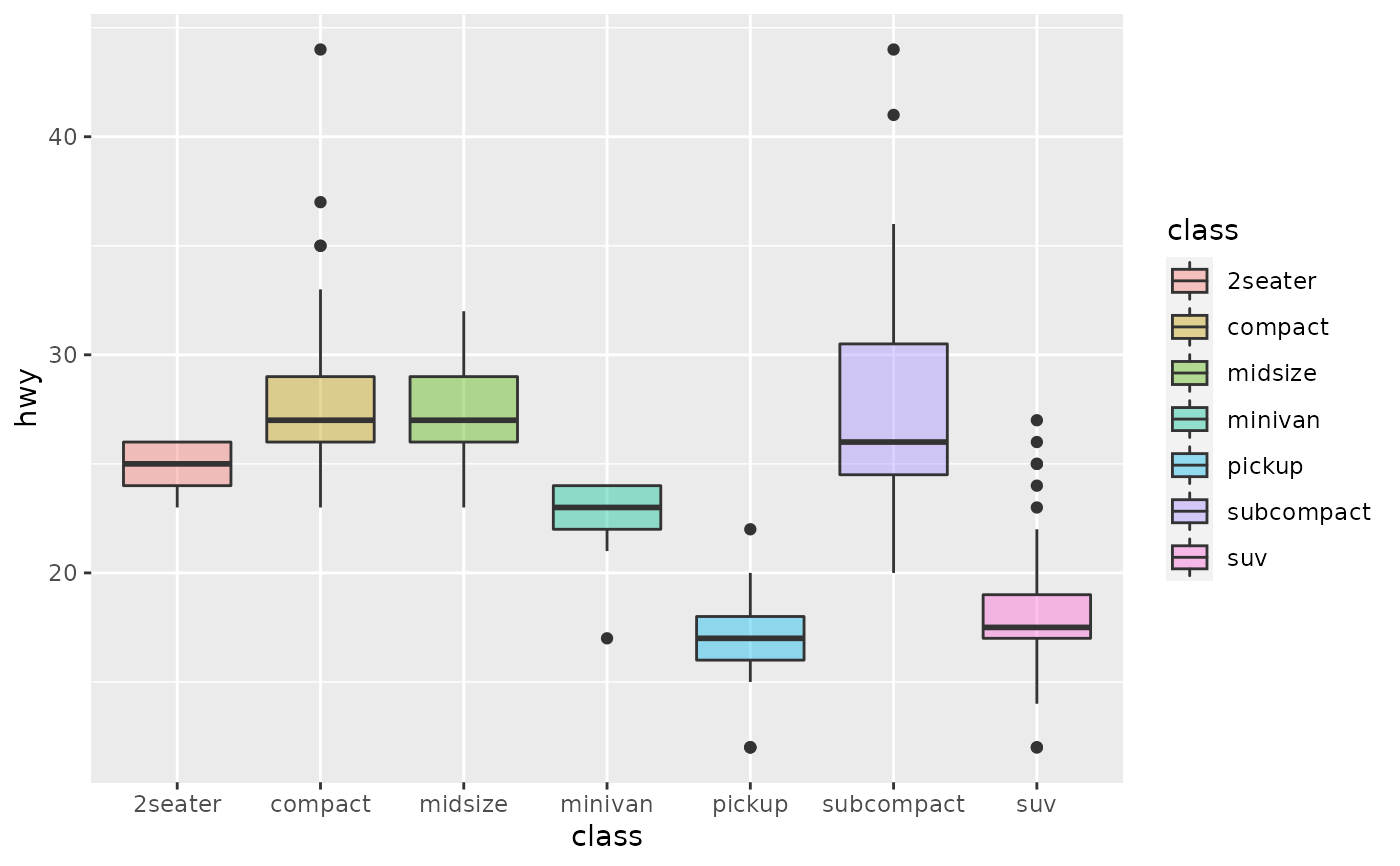 hwy
40
30
20
2seater compact midsize minivan pickup subcompact suv
class
class
2seater
compact
midsize
minivan
pickup
subcompact
suv